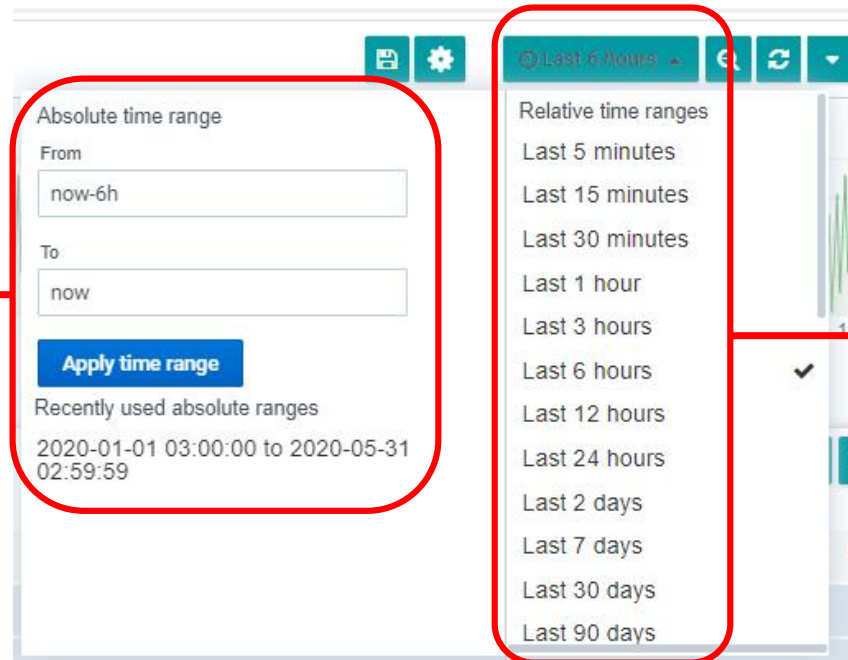 Last 6 hours
Absolute time range
From
now-6h
To
now
Apply time range
Recently used absolute ranges
2020-01-01 03:00:00 to 2020-05-31
02:59:59
Relative time ranges
Last 5 minutes
Last 15 minutes
Last 30 minutes
Last 1 hour
Last 3 hours
Last 6 hours
Last 12 hours
Last 24 hours
Last 2 days
Last 7 days
Last 30 days
Last 90 days